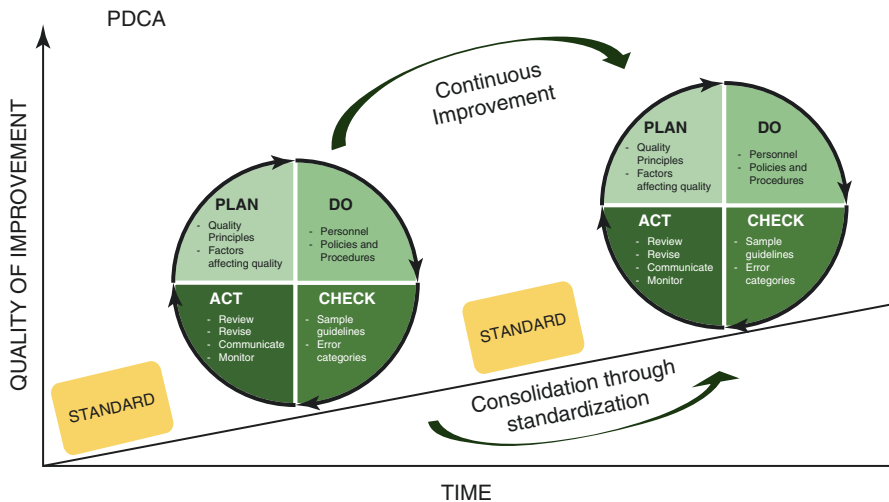 PDCA
QUALITY OF IMPROVEMENT
Continuous
Improvement
PLAN
- Quality
Principles
- Factors
affecting quality
DO
- Personnel
- Policies and
Procedures
ACT
- Review
- Revise
- Communicate
- Monitor
CHECK
- Sample
guidelines
- Error
categories
PLAN
- Quality
Principles
- Factors
affecting quality
DO
- Personnel
- Policies and
Procedures
ACT
- Review
- Revise
- Communicate
- Monitor
CHECK
- Sample
guidelines
- Error
categories
STANDARD
STANDARD
Consolidation through
standardization
TIME